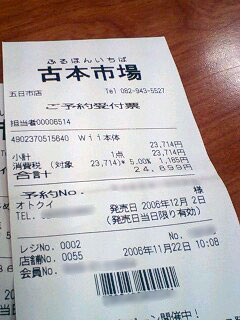 ふるほんいちば
古本市場
五日市店 Tel 082-943-5527
ご予約受付票
担当者00006514
4902370515640 Wii本体
23,714円
小計 1点 23,714円
消費税 (対象 23,714)* 5.00% 1,185円
合計 24,899円
予約No.
オトクイ 様
TEL. 発売日 2006年12月 2日
(発売日当日限り有効)
レジNo. 0002 No.
店舗No. 0055 2006年11月22日 10:08
会員No.